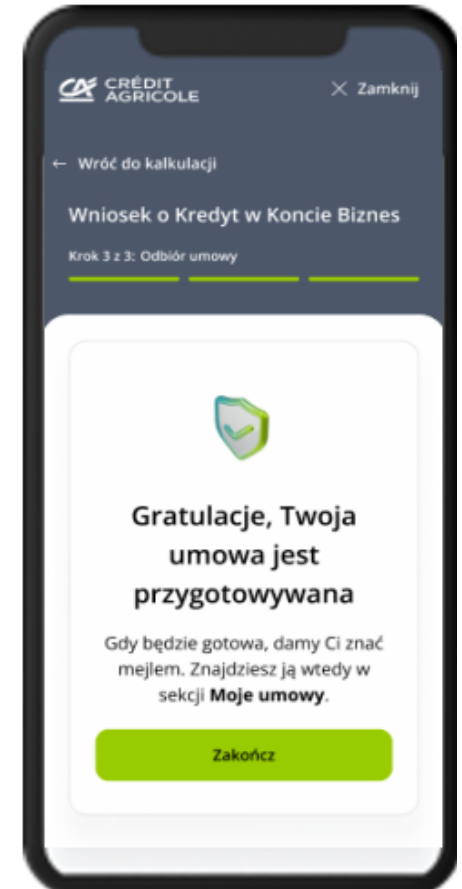 CRÉDIT
AGRICOLE
× Zamknij
← Wróć do kalkulacji
Wniosek o Kredyt w Koncie Biznes
Krok 3 z 3: Odbiór umowy
Gratulacje, Twoja
umowa jest
przygotowywana
Gdy będzie gotowa, damy Ci znać
mejlem. Znajdziesz ją wtedy w
sekcji Moje umowy.
Zakończ